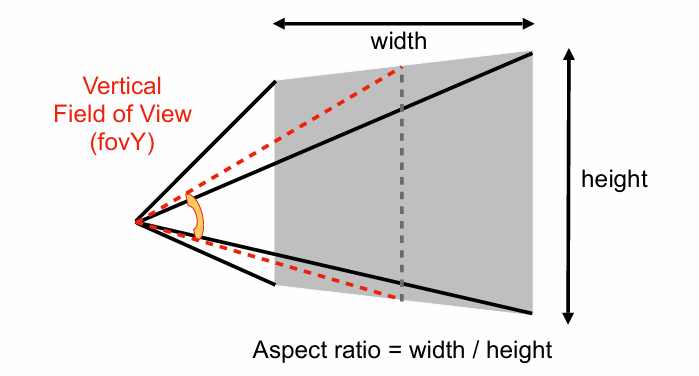 width
Vertical
Field of View
(fovY)
height
Aspect ratio = width / height